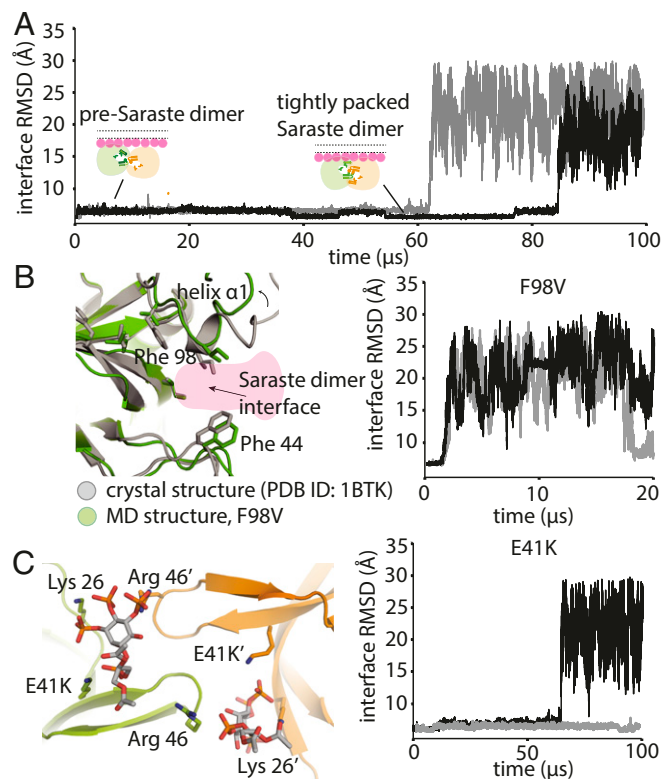 A
interface RMSD (Å)
35
30
25
20
15
10
pre-Saraste dimer
tightly packed
Saraste dimer
0
20
40
60
80
100
time (µs)
B
helix α1
Phe 98
Saraste dimer
interface
Phe 44
crystal structure (PDB ID: 1BTK)
MD structure, F98V
F98V
interface RMSD (Å)
35
30
25
20
15
10
0
10
20
time (µs)
C
Lys 26
Arg 46'
E41K'
E41K
Arg 46
Lys 26'
E41K
interface RMSD (Å)
35
30
25
20
15
10
0
50
100
time (µs)